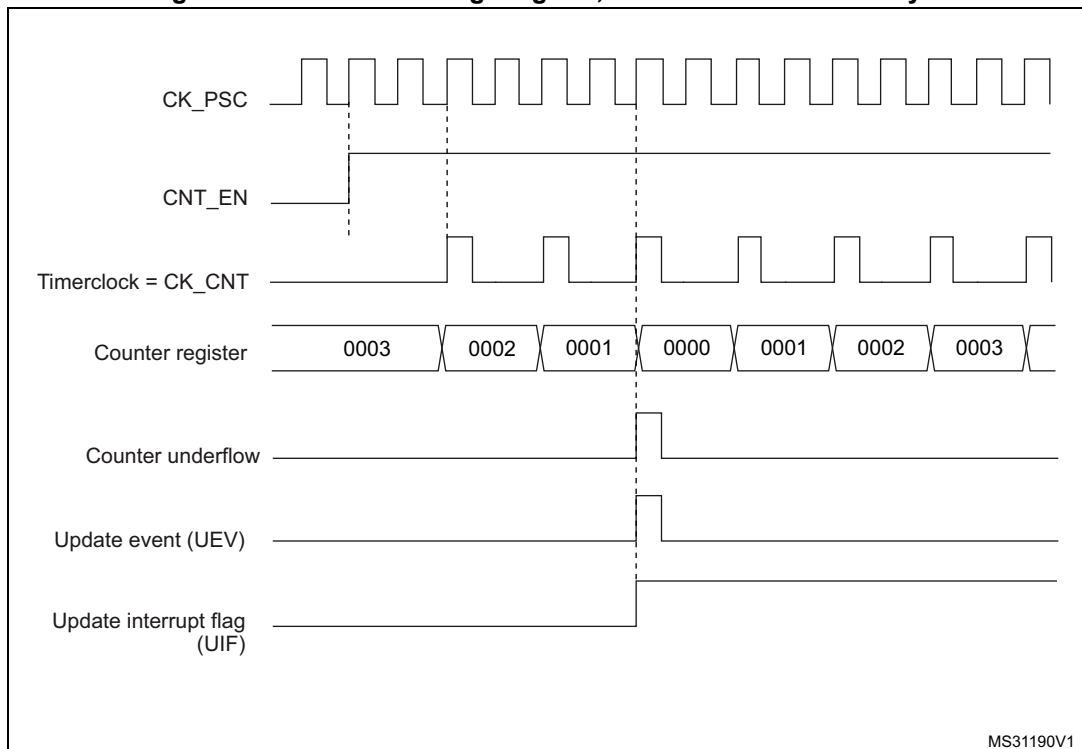 CK_PSC
CNT_EN
Timerclock = CK_CNT
Counter register
0003 0002 0001 0000 0001 0002 0003
Counter underflow
Update event (UEV)
Update interrupt flag
(UIF)
MS31190V1